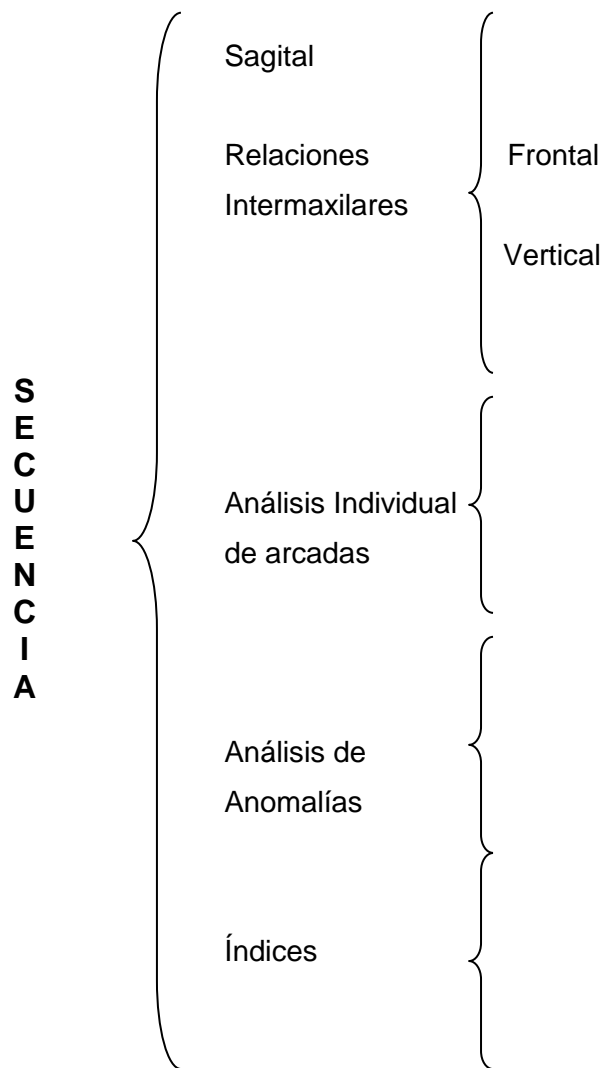 S
E
C
U
E
N
C
I
A
Sagital
Relaciones
Intermaxilares
Frontal
Vertical
Análisis Individual
de arcadas
Análisis de
Anomalías
Índices